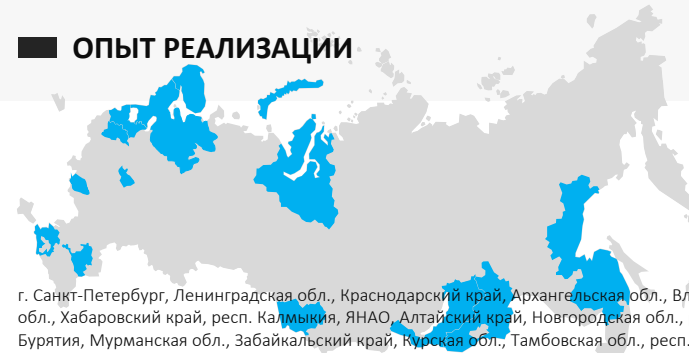 ОПЫТ РЕАЛИЗАЦИИ
г. Санкт-Петербург, Ленинградская обл., Краснодарский край, Архангельская обл.,
обл., Хабаровский край, респ. Калмыкия, ЯНАО, Алтайский край, Новгородская обл.,
Бурятия, Мурманская обл., Забайкальский край, Курская обл., Тамбовская обл., респ.